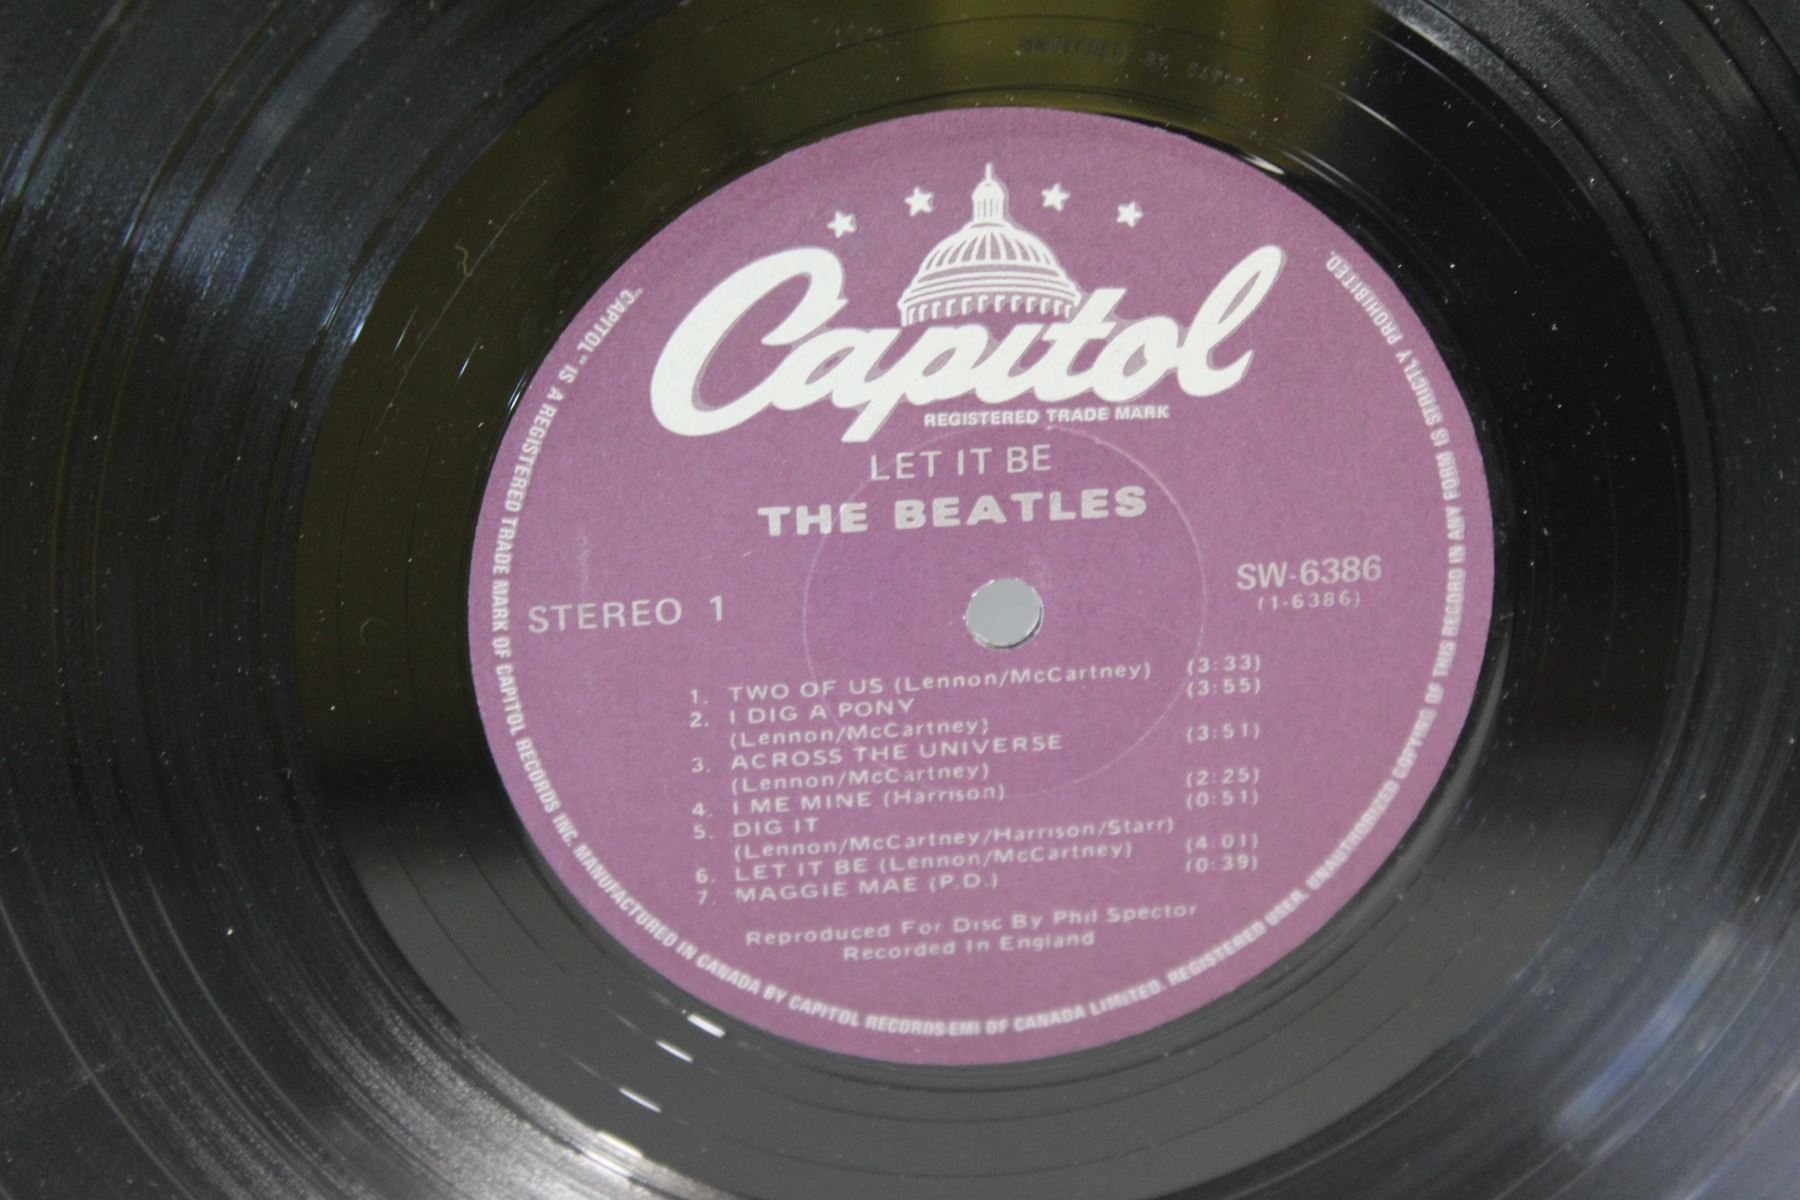 Capitol
REGISTERED TRADE MARK
LET IT BE
THE BEATLES
STEREO 1
SW-6386
(1-6386)
1. TWO OF US (Lennon/McCartney) (3:33)
2. I DIG A PONY (3:55)
(Lennon/McCartney)
3. ACROSS THE UNIVERSE (3:51)
(Lennon/McCartney)
4. I ME MINE (Harrison) (2:25)
5. DIG IT (0:51)
(Lennon/McCartney/Harrison/Starr)
6. LET IT BE (Lennon/McCartney) (4:01)
7. MAGGIE MAE (P.D.) (0:39)
Reproduced For Disc By Phil Spector
Recorded In England
"CAPITOL" IS A REGISTERED TRADE MARK OF CAPITOL RECORDS INC. MANUFACTURED IN CANADA BY CAPITOL RECORDS-EMI OF CANADA LIMITED. REGISTERED USER. UNAUTHORIZED COPYING OF THIS RECORD IN ANY FORM IS STRICTLY PROHIBITED.